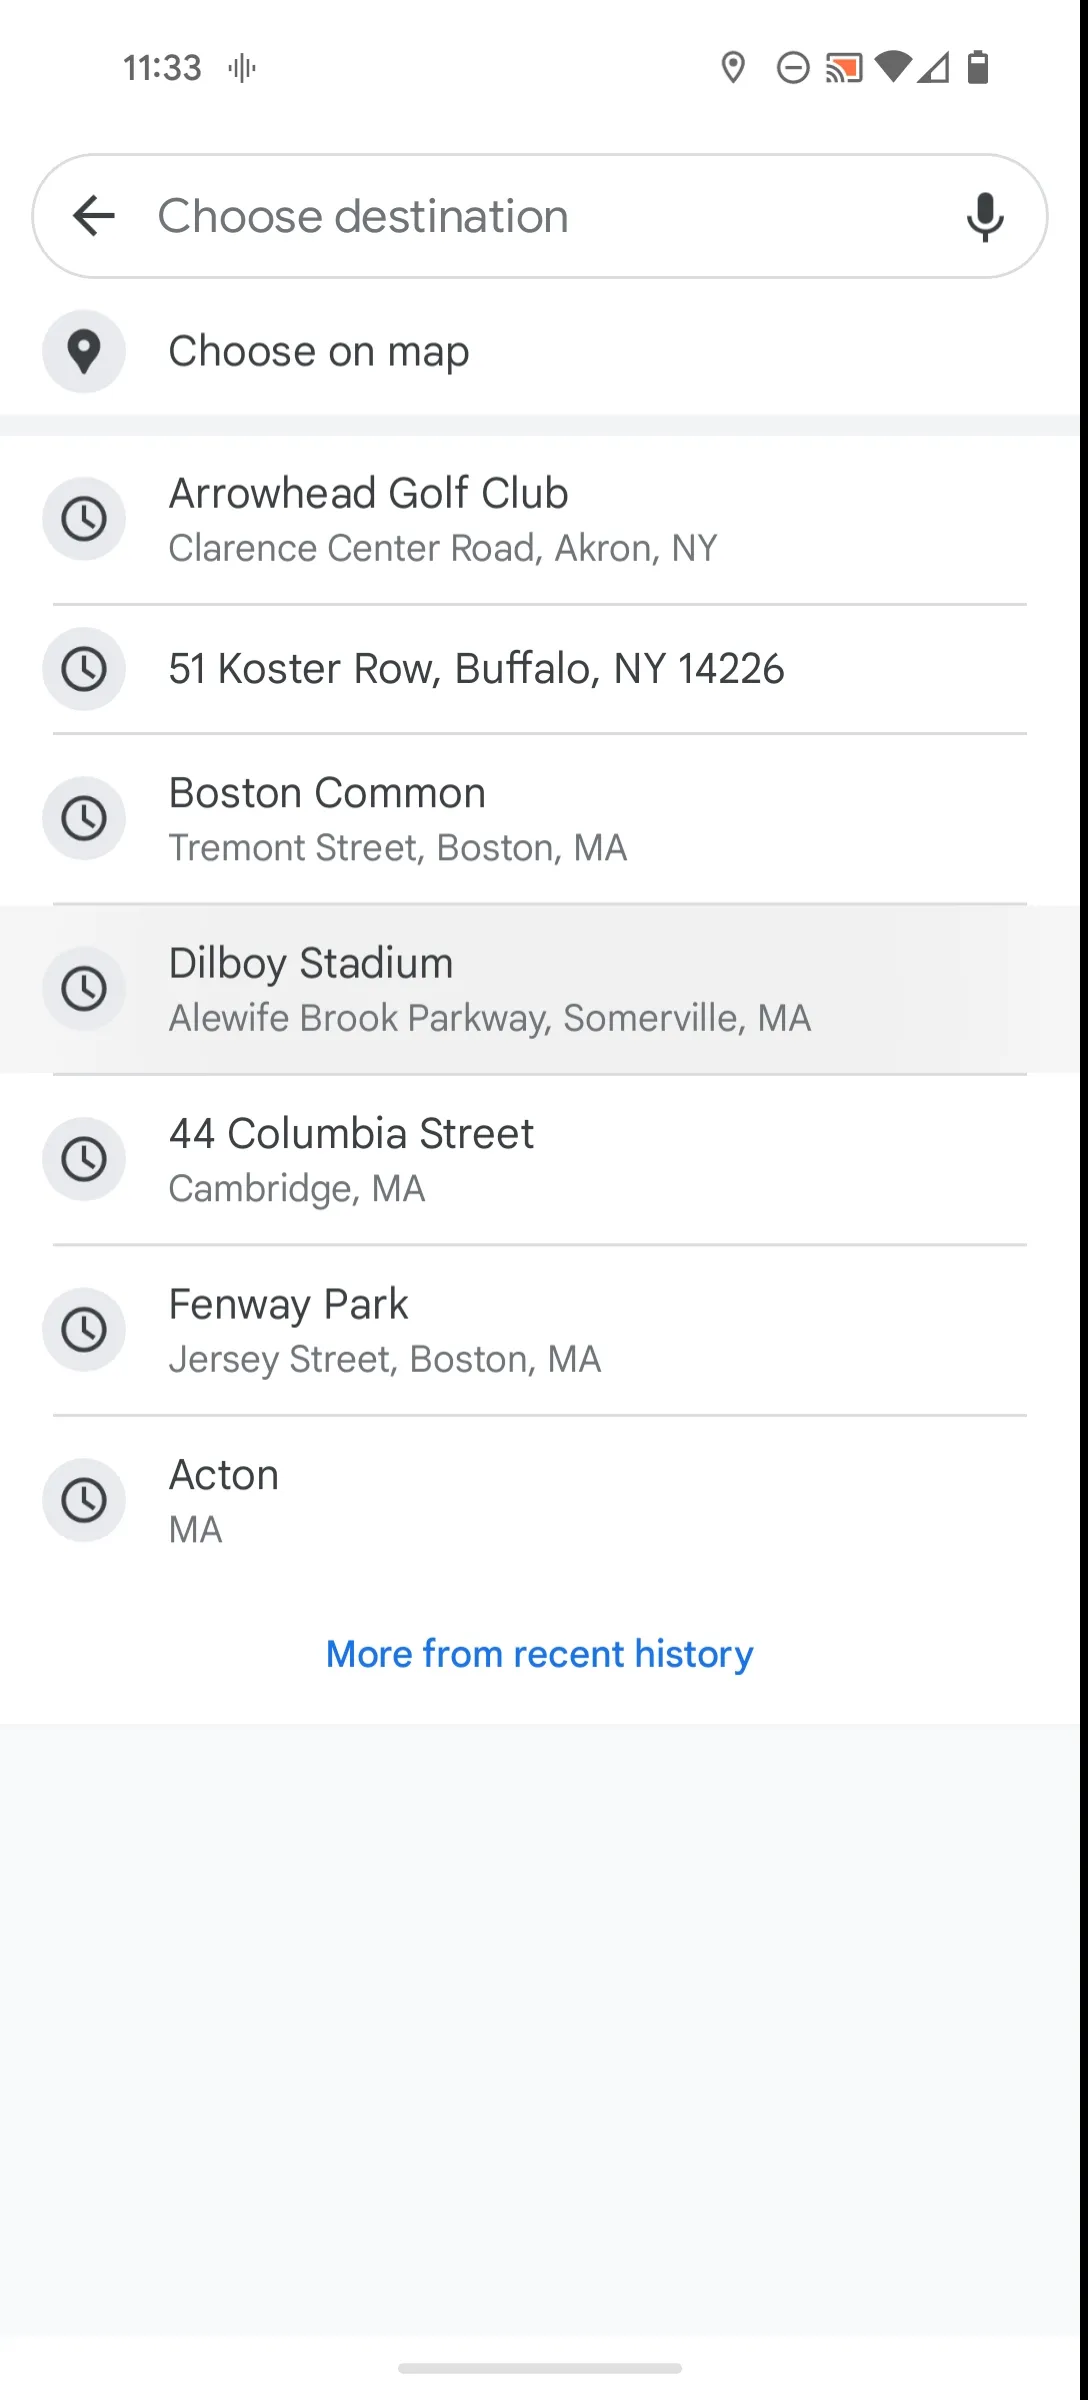 11:33
Choose destination
Choose on map
Arrowhead Golf Club
Clarence Center Road, Akron, NY
51 Koster Row, Buffalo, NY 14226
Boston Common
Tremont Street, Boston, MA
Dilboy Stadium
Alewife Brook Parkway, Somerville, MA
44 Columbia Street
Cambridge, MA
Fenway Park
Jersey Street, Boston, MA
Acton
MA
More from recent history